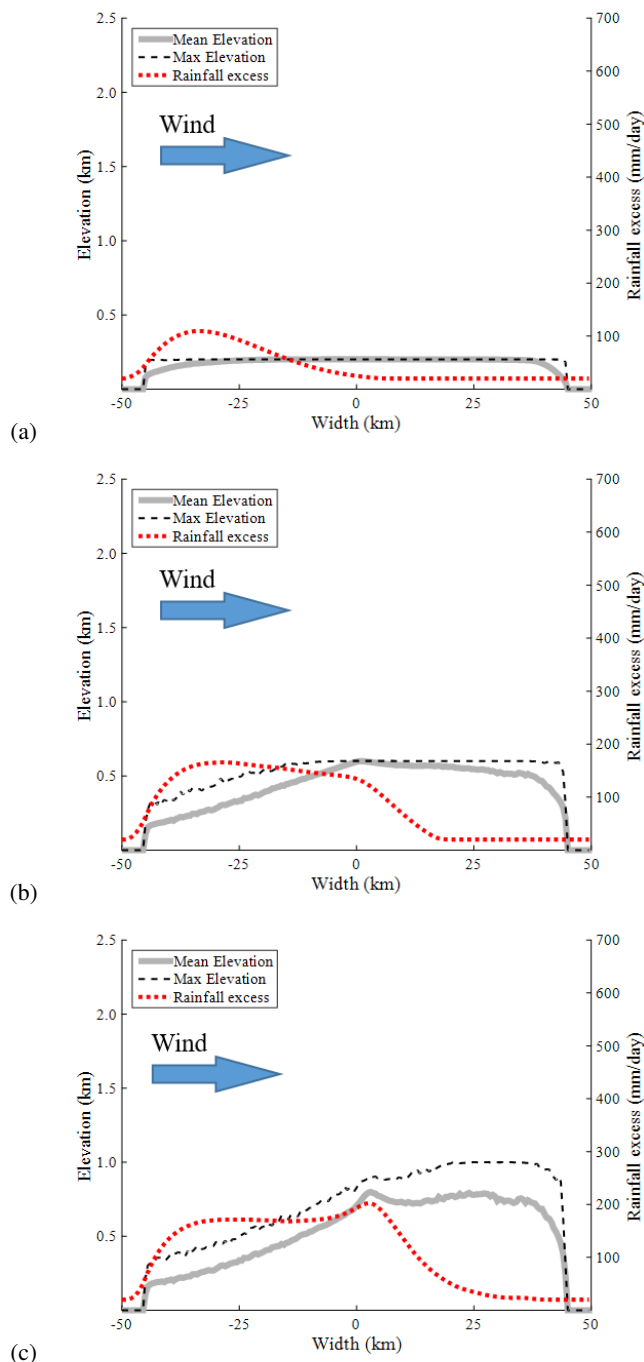 2.5
700
Mean Elevation
Max Elevation
Rainfall excess
600
2.0
500
Wind
1.5
400
Elevation (km)
Rainfall excess (mm/day)
300
1.0
200
0.5
100
-50
-25
0
25
50
Width (km)
(a)
2.5
700
Mean Elevation
Max Elevation
Rainfall excess
600
2.0
500
Wind
1.5
400
Elevation (km)
Rainfall excess (mm/day)
300
1.0
200
0.5
100
-50
-25
0
25
50
Width (km)
(b)
2.5
700
Mean Elevation
Max Elevation
Rainfall excess
600
2.0
500
Wind
1.5
400
Elevation (km)
Rainfall excess (mm/day)
300
1.0
200
0.5
100
-50
-25
0
25
50
Width (km)
(c)